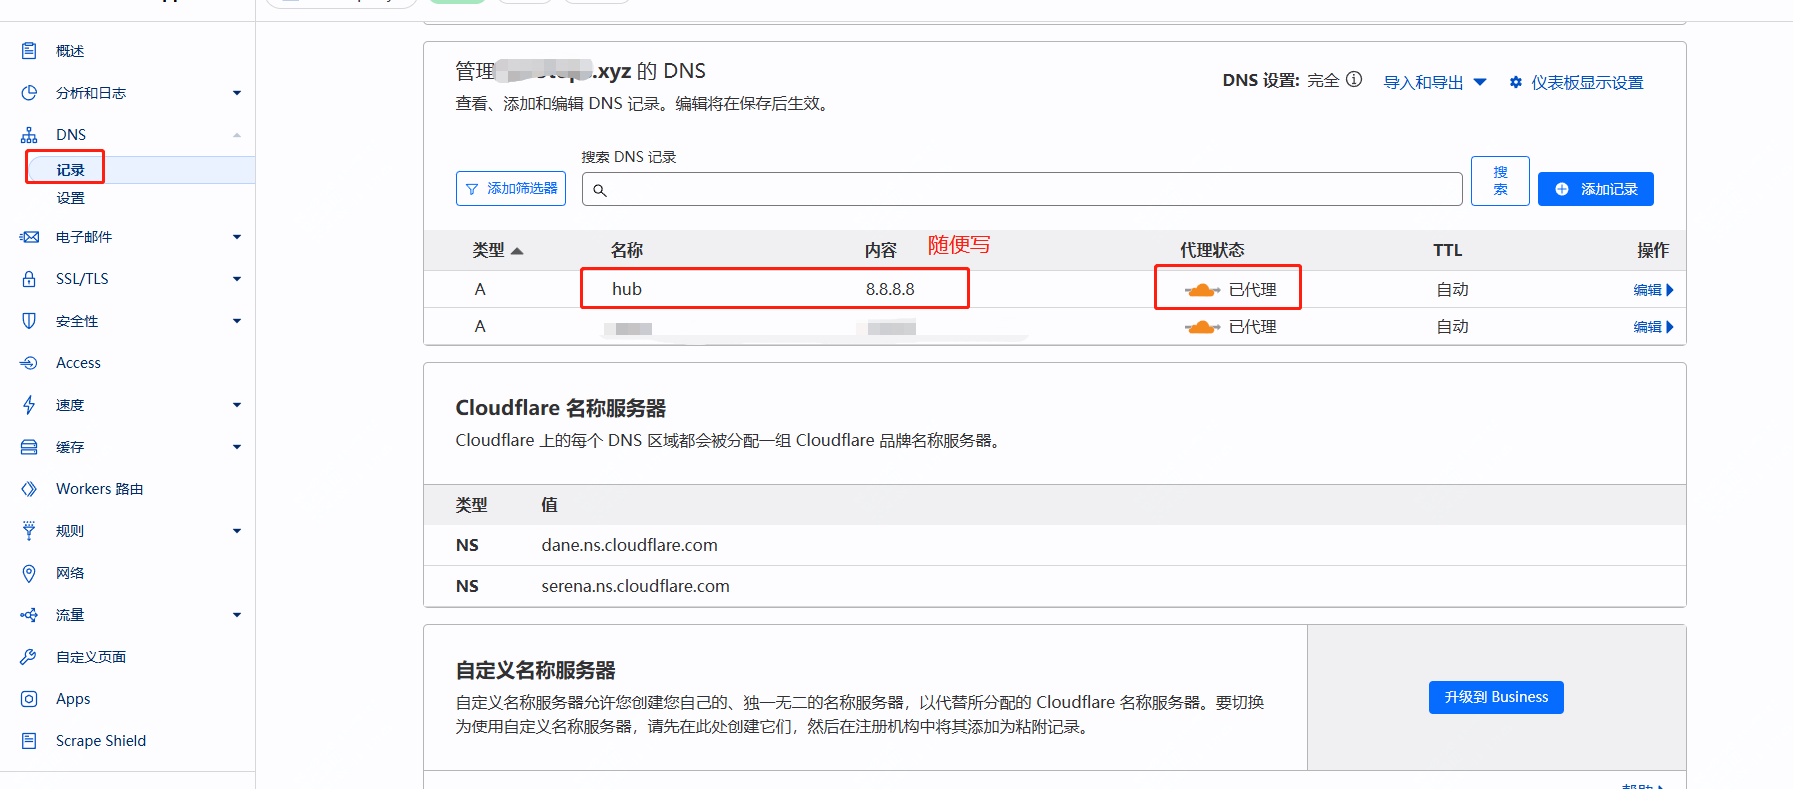 概述
分析和日志
DNS
记录
设置
电子邮件
SSL/TLS
安全性
Access
速度
缓存
Workers 路由
规则
网络
流量
自定义页面
Apps
Scrape Shield
管理 .xyz 的 DNS
查看、添加和编辑 DNS 记录。编辑将在保存后生效。
DNS 设置: 完全
导入和导出
仪表板显示设置
搜索 DNS 记录
添加筛选器
搜
索
添加记录
类型 名称 内容 随便写 代理状态 TTL 操作
A hub 8.8.8.8 已代理 自动 编辑
A 已代理 自动 编辑
Cloudflare 名称服务器
Cloudflare 上的每个 DNS 区域都会被分配一组 Cloudflare 品牌名称服务器。
类型 值
NS dane.ns.cloudflare.com
NS serena.ns.cloudflare.com
自定义名称服务器
自定义名称服务器允许您创建您自己的、独一无二的名称服务器，以代替所分配的 Cloudflare 名称服务器。要切换
为使用自定义名称服务器，请先在此处创建它们，然后在注册机构中将其添加为粘附记录。
升级到 Business